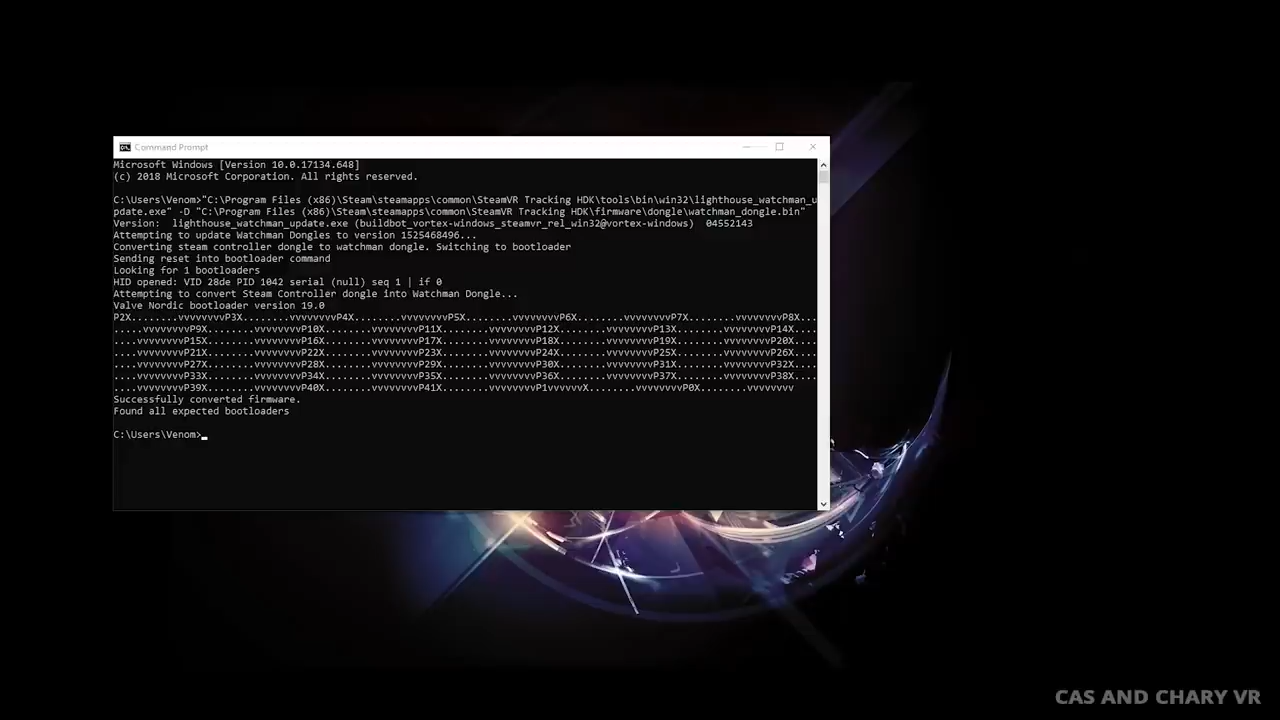 Command Prompt
Microsoft Windows [Version 10.0.17134.648]
(c) 2018 Microsoft Corporation. All rights reserved.
C:\Users\Venom>"C:\Program Files (x86)\Steam\steamapps\common\SteamVR Tracking HDK\tools\bin\win32\lighthouse_watchman_u
pdate.exe" -D "C:\Program Files (x86)\Steam\steamapps\common\SteamVR Tracking HDK\firmware\dongle\watchman_dongle.bin"
Version:  lighthouse_watchman_update.exe (buildbot_vortex-windows_steamvr_rel_win32@vortex-windows)  04552143
Attempting to update Watchman Dongles to version 1525468496...
Converting steam controller dongle to watchman dongle. Switching to bootloader
Sending reset into bootloader command
Looking for 1 bootloaders
HID opened: VID 28de PID 1042 serial (null) seq 1 | if 0
Attempting to convert Steam Controller dongle into Watchman Dongle...
Valve Nordic bootloader version 19.0
P2X........vvvvvvvvP3X........vvvvvvvvP4X........vvvvvvvvP5X........vvvvvvvvP6X........vvvvvvvvP7X........vvvvvvvvP8X...
.....vvvvvvvvP9X........vvvvvvvvP10X........vvvvvvvvP11X........vvvvvvvvP12X........vvvvvvvvP13X........vvvvvvvvP14X....
....vvvvvvvvP15X........vvvvvvvvP16X........vvvvvvvvP17X........vvvvvvvvP18X........vvvvvvvvP19X........vvvvvvvvP20X....
....vvvvvvvvP21X........vvvvvvvvP22X........vvvvvvvvP23X........vvvvvvvvP24X........vvvvvvvvP25X........vvvvvvvvP26X....
....vvvvvvvvP27X........vvvvvvvvP28X........vvvvvvvvP29X........vvvvvvvvP30X........vvvvvvvvP31X........vvvvvvvvP32X....
....vvvvvvvvP33X........vvvvvvvvP34X........vvvvvvvvP35X........vvvvvvvvP36X........vvvvvvvvP37X........vvvvvvvvP38X....
....vvvvvvvvP39X........vvvvvvvvP40X........vvvvvvvvP41X........vvvvvvvvP1vvvvvvX........vvvvvvvvP0X........vvvvvvvv
Successfully converted firmware.
Found all expected bootloaders
C:\Users\Venom>
CAS AND CHARY VR